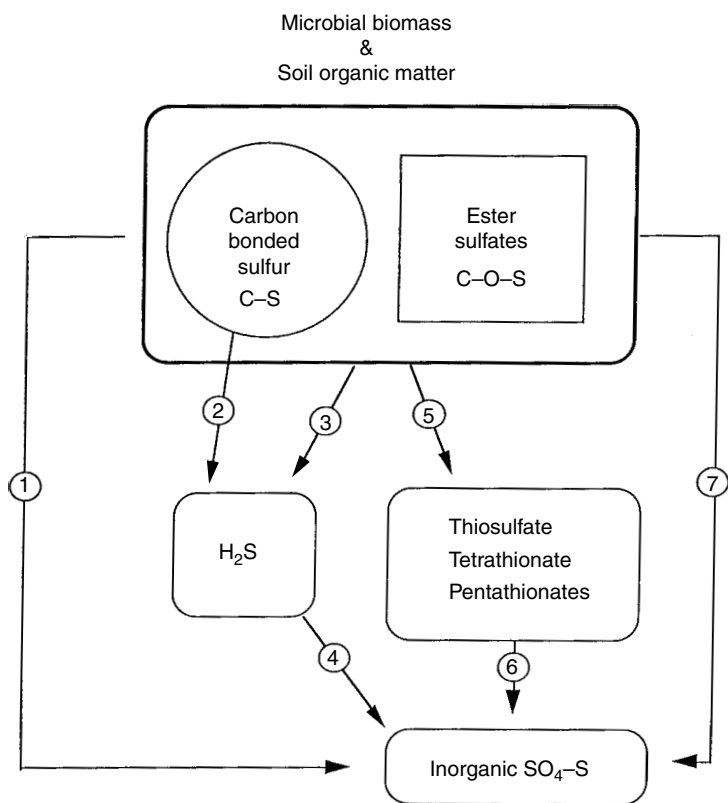 Microbial biomass
&
Soil organic matter
Carbon
bonded
sulfur
C–S
Ester
sulfates
C–O–S
2
3
5
1
7
H₂S
Thiosulfate
Tetrathionate
Pentathionates
4
6
Inorganic SO₄–S